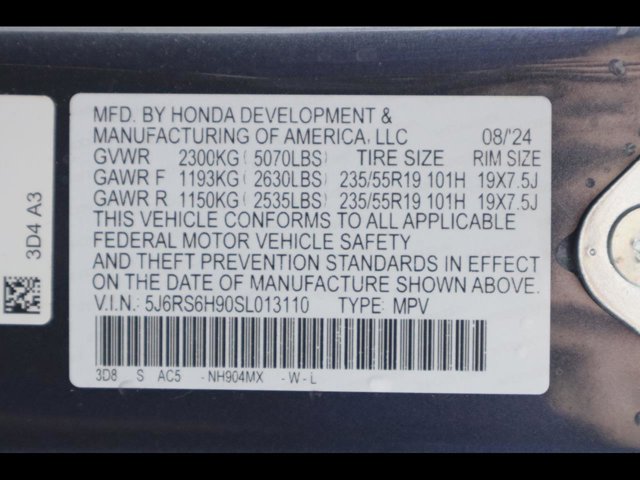 MFD. BY HONDA DEVELOPMENT &
MANUFACTURING OF AMERICA, LLC 08/'24
GVWR 2300KG ( 5070LBS) TIRE SIZE RIM SIZE
GAWR F 1193KG ( 2630LBS) 235/55R19 101H 19X7.5J
GAWR R 1150KG ( 2535LBS) 235/55R19 101H 19X7.5J
THIS VEHICLE CONFORMS TO ALL APPLICABLE
FEDERAL MOTOR VEHICLE SAFETY
AND THEFT PREVENTION STANDARDS IN EFFECT
ON THE DATE OF MANUFACTURE SHOWN ABOVE.
V.I.N.: 5J6RS6H90SL013110 TYPE: MPV
3D8 S AC5 - NH904MX - W - L
3D4 A3